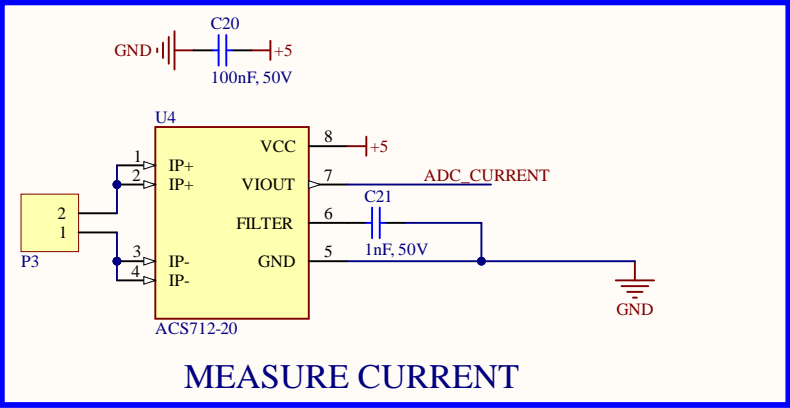 C20
GND
+5
100nF, 50V
U4
VCC
8
+5
1
IP+
2
IP+
VIOUT
7
ADC_CURRENT
C21
2
FILTER
6
1
1nF, 50V
P3
3
IP-
GND
5
4
IP-
GND
ACS712-20
MEASURE CURRENT